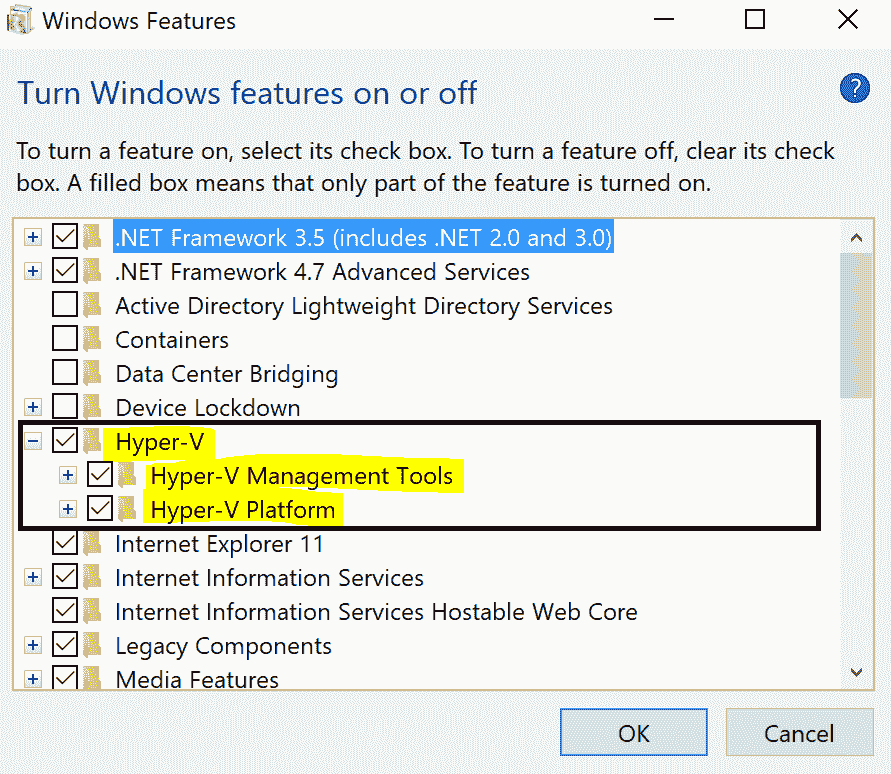 Windows Features
Turn Windows features on or off
?
To turn a feature on, select its check box. To turn a feature off, clear its check
box. A filled box means that only part of the feature is turned on.
.NET Framework 3.5 (includes .NET 2.0 and 3.0)
.NET Framework 4.7 Advanced Services
Active Directory Lightweight Directory Services
Containers
Data Center Bridging
Device Lockdown
Hyper-V
Hyper-V Management Tools
Hyper-V Platform
Internet Explorer 11
Internet Information Services
Internet Information Services Hostable Web Core
Legacy Components
Media Features
OK Cancel